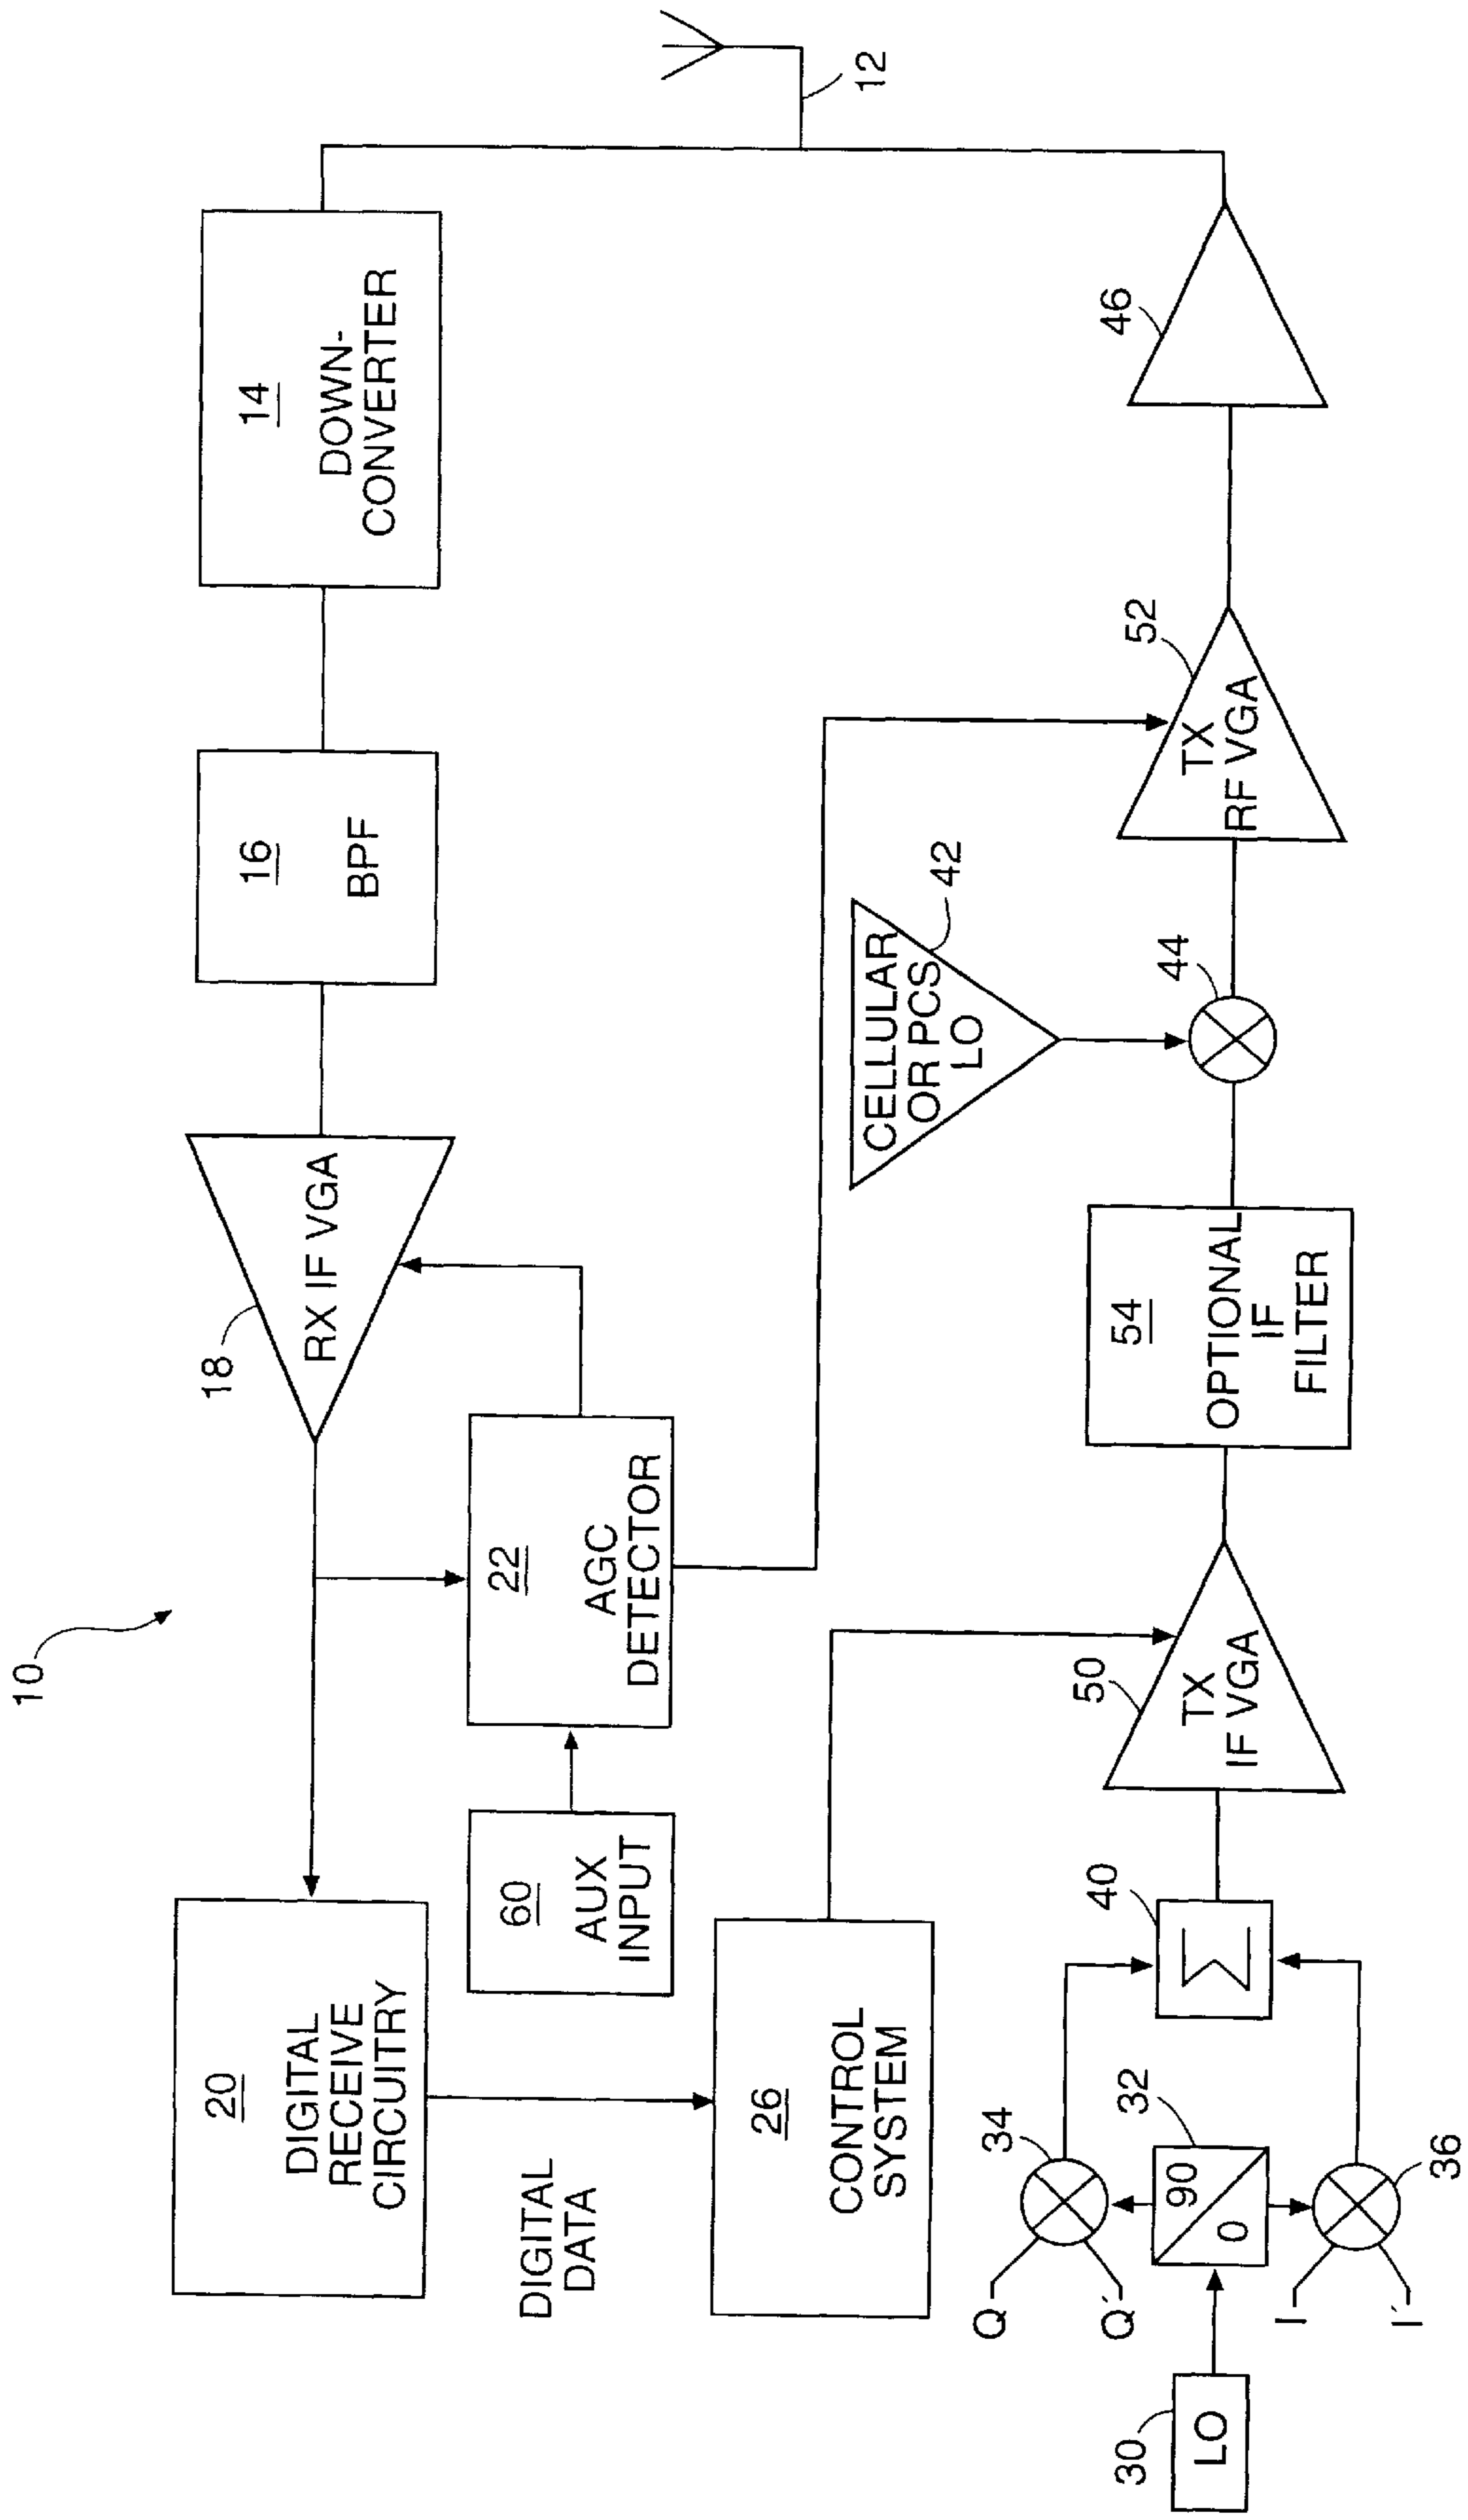 10
12
14
DOWN-
CONVERTER
16
BPF
18
RX IF VGA
20
DIGITAL
RECEIVE
CIRCUITRY
22
AGC
DETECTOR
60
AUX
INPUT
DIGITAL
DATA
26
CONTROL
SYSTEM
CELLULAR
OR PCS
LO
42
30
LO
Q
Q´
I
I´
34
90
0
32
36
40
Σ
50
TX
IF VGA
54
OPTIONAL
IF
FILTER
44
52
TX
RF VGA
46